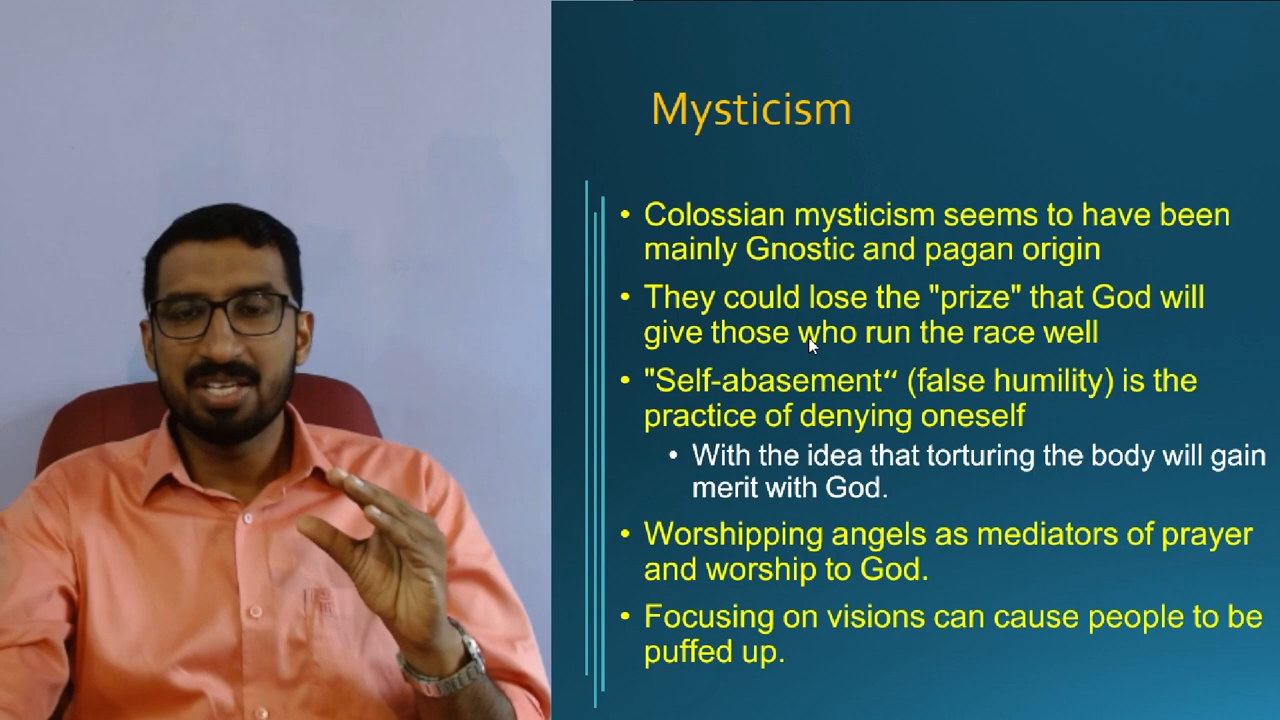 Mysticism
• Colossian mysticism seems to have been
mainly Gnostic and pagan origin
• They could lose the "prize" that God will
give those who run the race well
• "Self-abasement“ (false humility) is the
practice of denying oneself
• With the idea that torturing the body will gain
merit with God.
• Worshipping angels as mediators of prayer
and worship to God.
• Focusing on visions can cause people to be
puffed up.